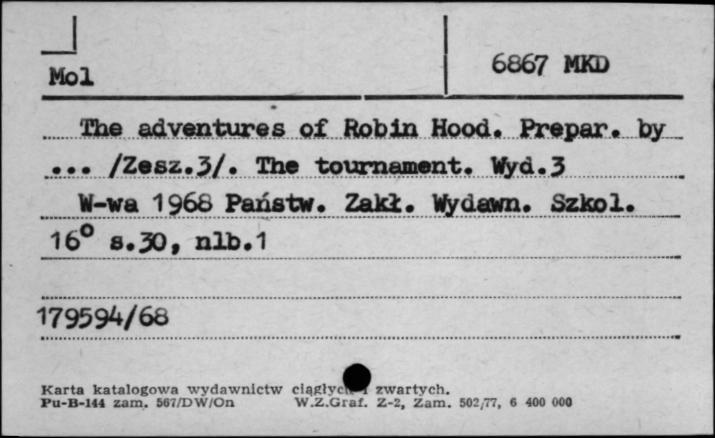 Mol
6867 MKD
The adventures of Robin Hood. Prepar. by
... /Zesz.3/. The tournament. Wyd.3
W-wa 1968 Państw. Zakł. Wydawn. Szkol.
16° s.30, nlb.1
179594/68
Karta katalogowa wydawnictw zwartych.
Pu-B-144 zam. 567/DW/On W.Z.Graf. Z-2, Zam. 502/77, 6 400 000